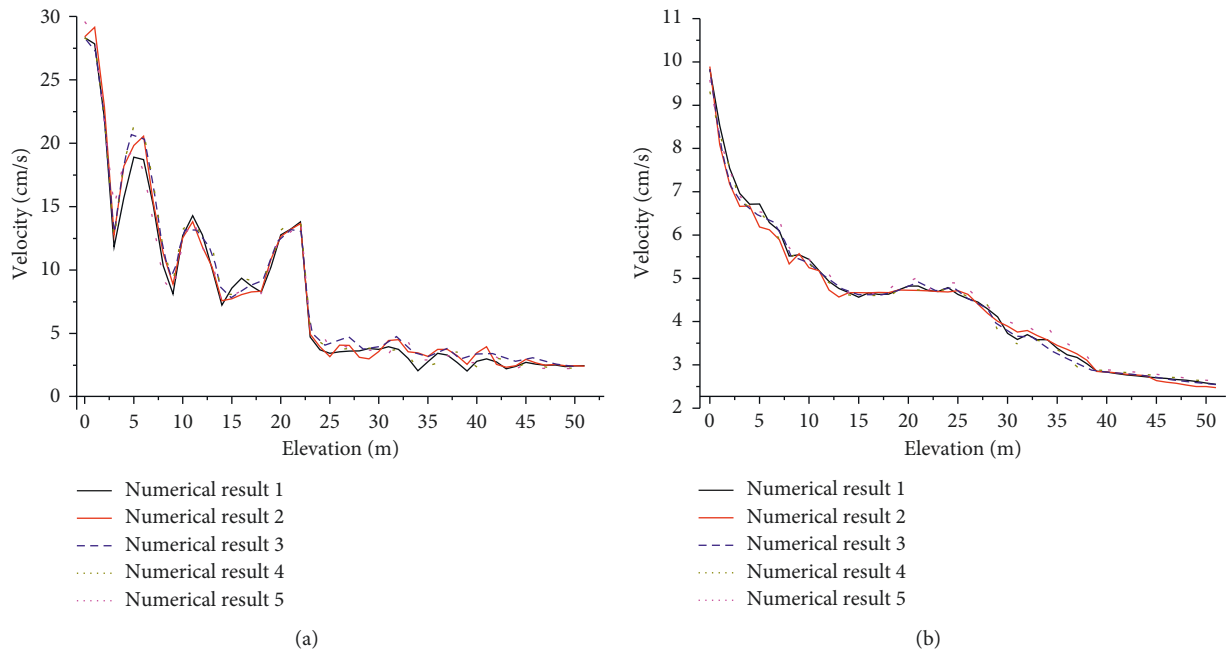 30
25
20
15
10
5
0
Velocity (cm/s)
0 5 10 15 20 25 30 35 40 45 50
Elevation (m)
Numerical result 1
Numerical result 2
Numerical result 3
Numerical result 4
Numerical result 5
(a)
11
10
9
8
7
6
5
4
3
2
Velocity (cm/s)
0 5 10 15 20 25 30 35 40 45 50
Elevation (m)
Numerical result 1
Numerical result 2
Numerical result 3
Numerical result 4
Numerical result 5
(b)